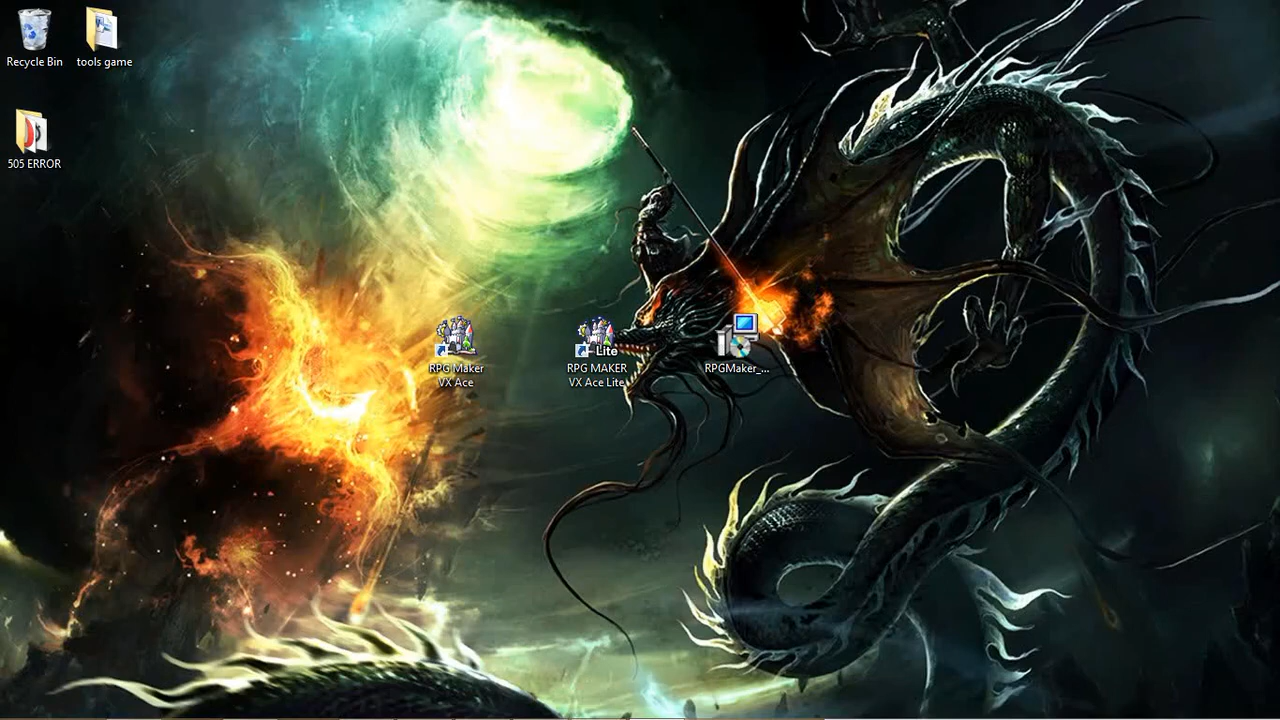 Recycle Bin
tools game
505 ERROR
RPG Maker
VX Ace
Lite
RPG MAKER
VX Ace Lite
RPGMaker_...